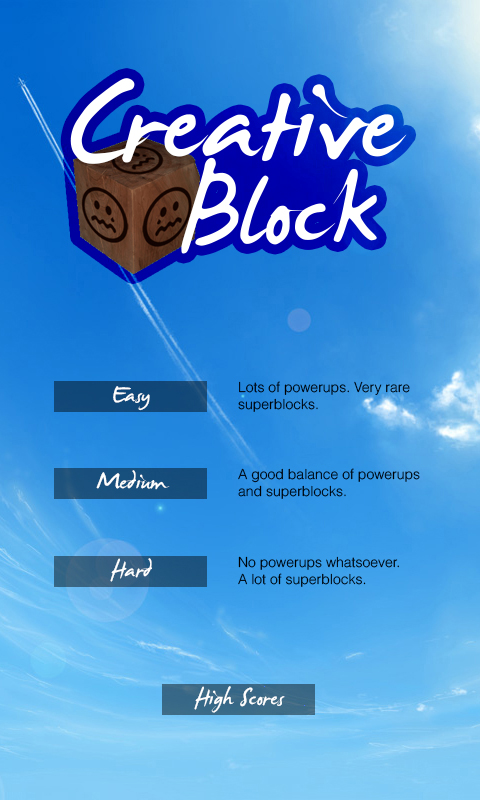 Creative
Block
Easy
Lots of powerups. Very rare
superblocks.
Medium
A good balance of powerups
and superblocks.
Hard
No powerups whatsoever.
A lot of superblocks.
High Scores